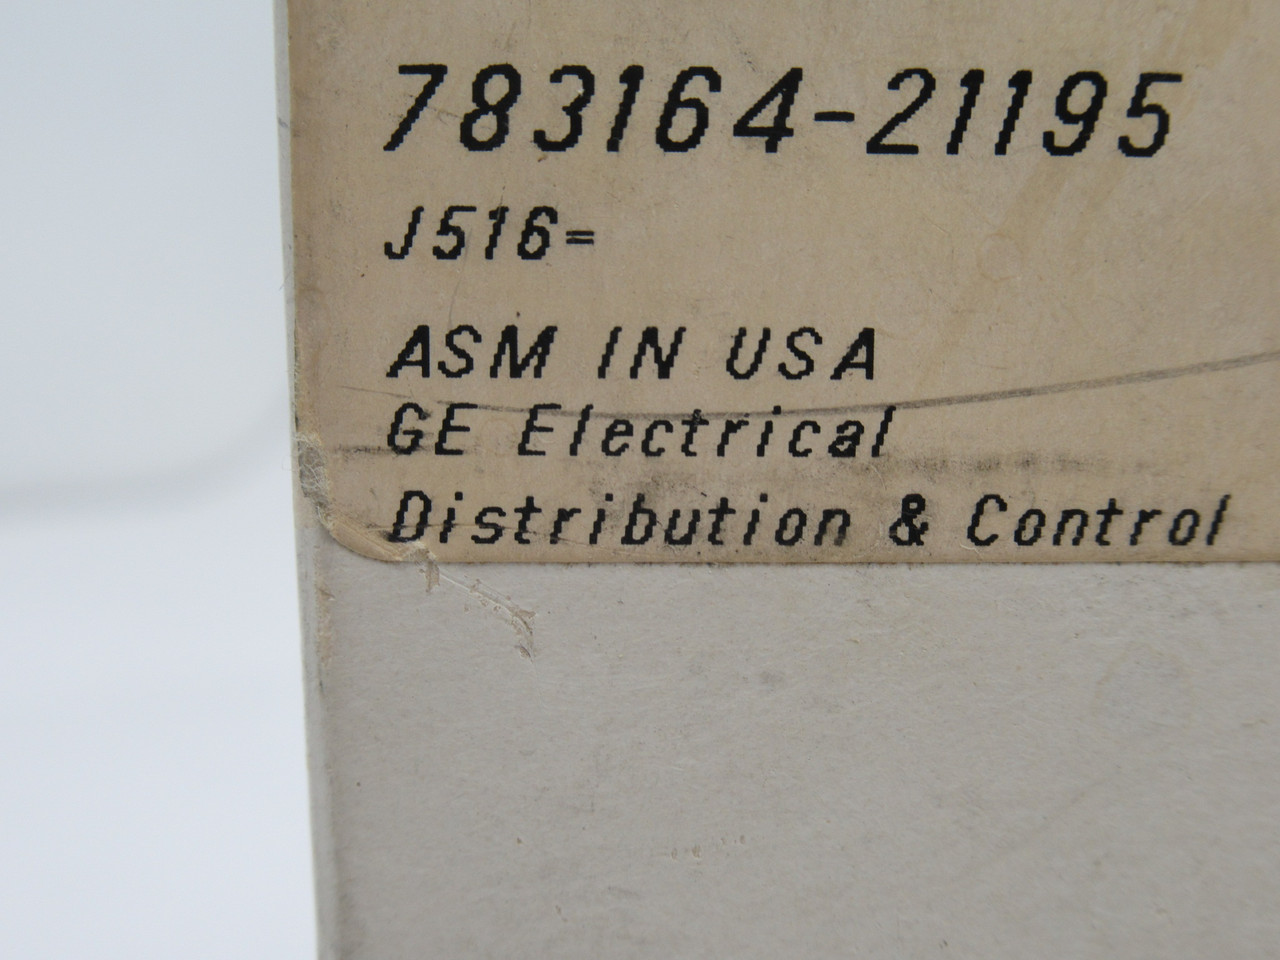 783164-21195
J516=
ASM IN USA
GE Electrical
Distribution & Control